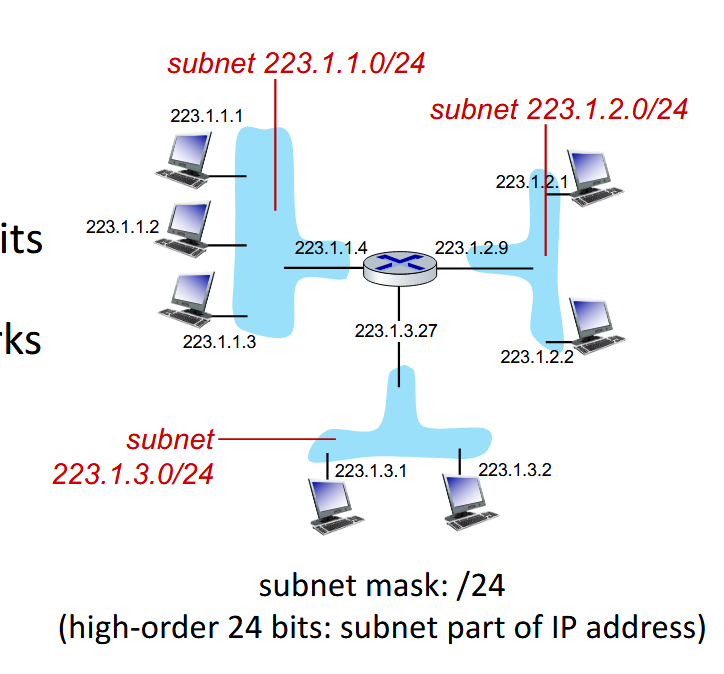 subnet 223.1.1.0/24
subnet 223.1.2.0/24
223.1.1.1
223.1.2.1
223.1.1.2
its
223.1.1.4
223.1.2.9
223.1.3.27
223.1.1.3
rks
223.1.2.2
subnet
223.1.3.0/24
223.1.3.1
223.1.3.2
subnet mask: /24
(high-order 24 bits: subnet part of IP address)